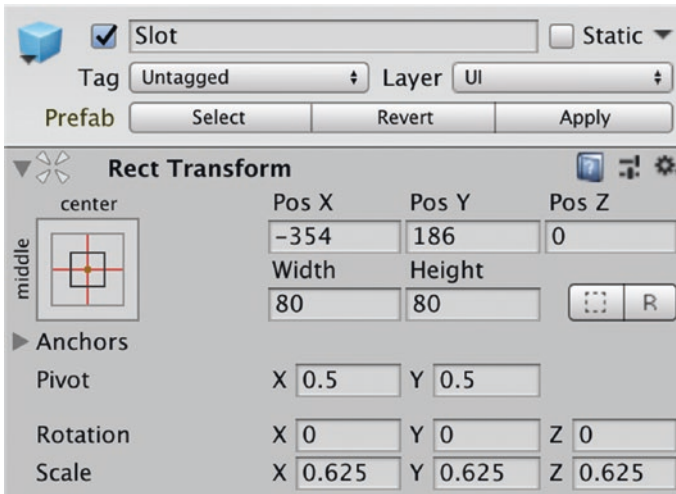 Slot Static
Tag Untagged Layer UI
Prefab Select Revert Apply
Rect Transform
center Pos X Pos Y Pos Z
middle
-354 186 0
Width Height
80 80 R
Anchors
Pivot X 0.5 Y 0.5
Rotation X 0 Y 0 Z 0
Scale X 0.625 Y 0.625 Z 0.625